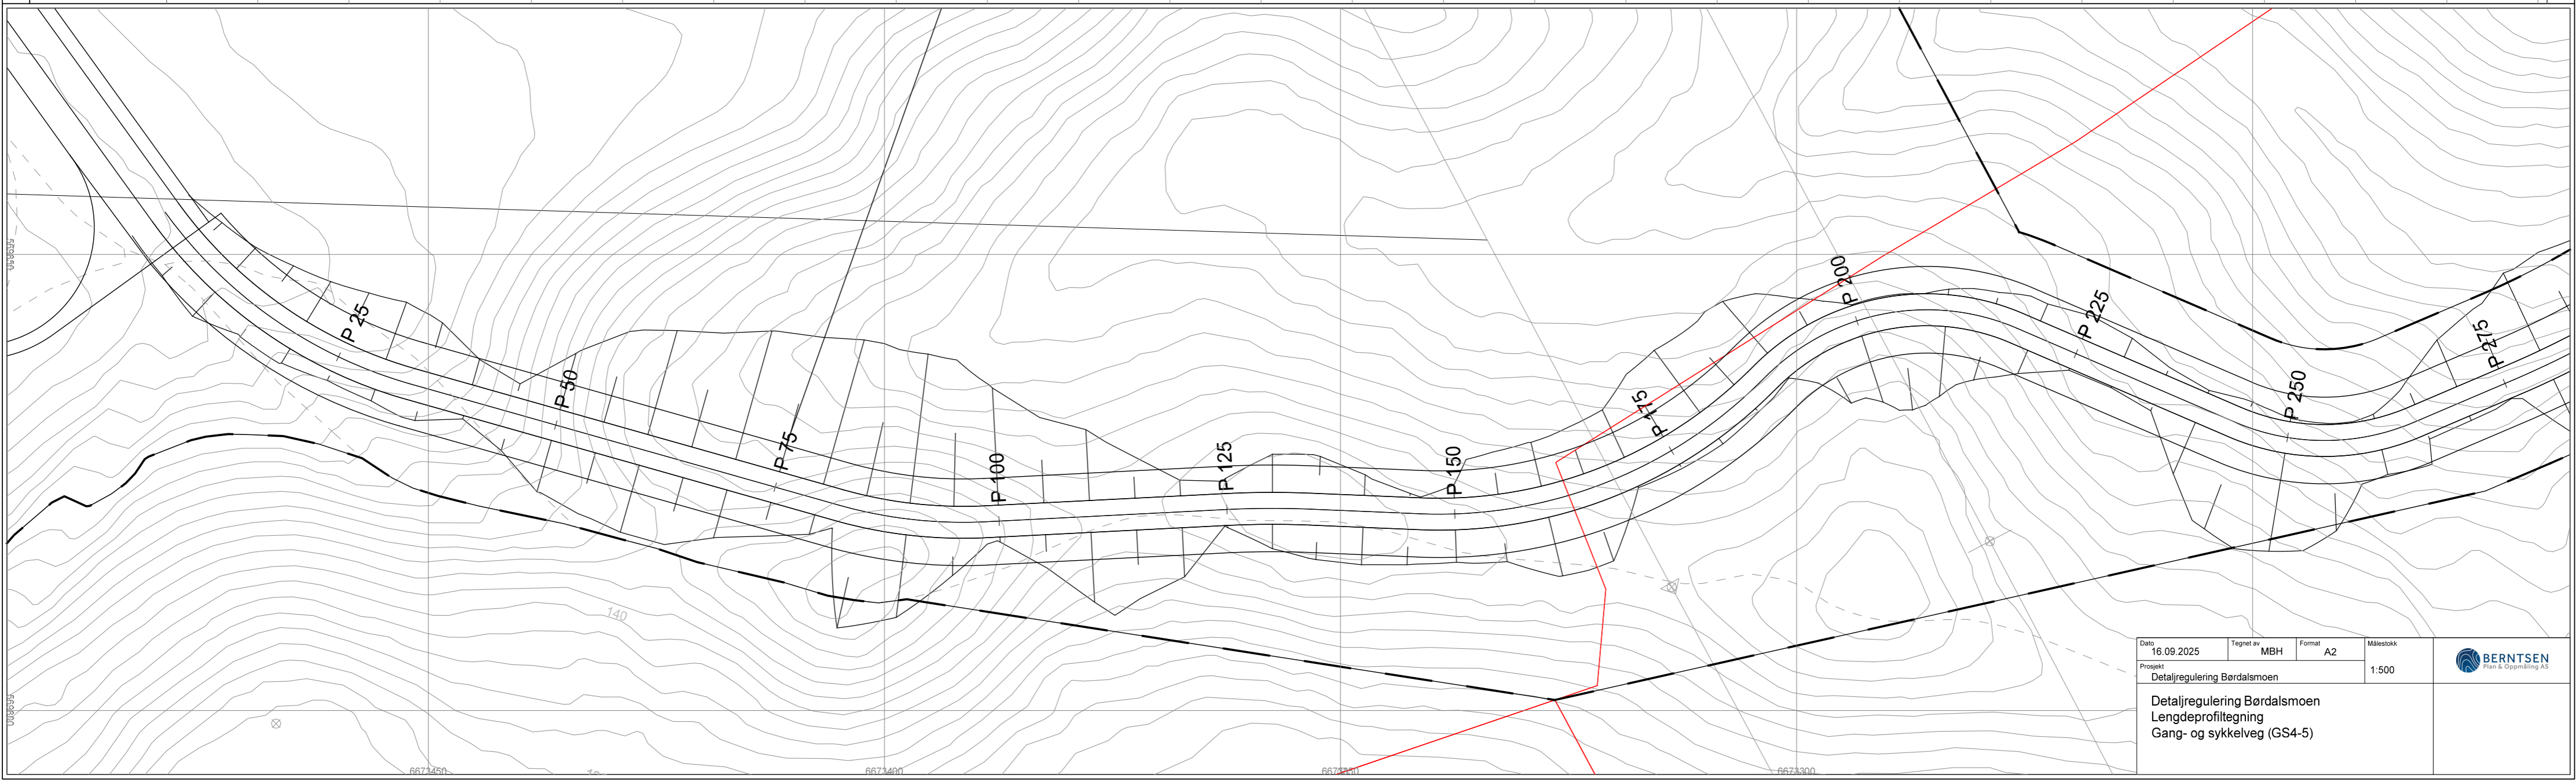 P 25
P 50
P 75
P 100
P 125
P 150
P 175
P 200
P 225
P 250
P 275
140
6673450
6673400
6673300
Dato
16.09.2025
Tegnet av
MBH
Format
A2
Målestokk
1:500
Prosjekt
Detaljregulering Børdalsmoen
BERNTSEN
Plan & Oppmåling AS
Detaljregulering Børdalsmoen
Lengdeprofiltegning
Gang- og sykkelveg (GS4-5)